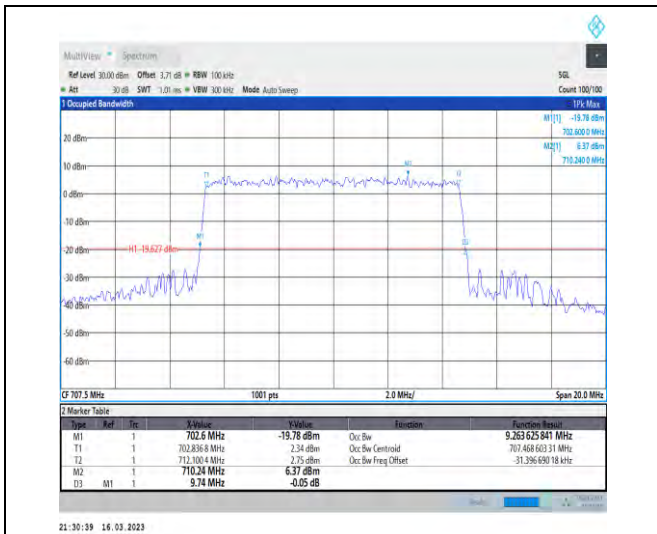 MultiView Spectrum
Ref Level 30.00 dBm Offset 3.71 dB RBW 100 kHz SGL
Att 30 dB SWT 1.01 ms VBW 300 kHz Mode Auto Sweep Count 100/100
1 Occupied Bandwidth 1Pk Max
M1[1] -19.78 dBm
702.600 0 MHz
M2[1] 6.37 dBm
710.240 0 MHz
20 dBm
10 dBm
M2
T1 T2
0 dBm
-10 dBm
M1
D3
-20 dBm H1 -19.627 dBm
-30 dBm
-40 dBm
-50 dBm
-60 dBm
CF 707.5 MHz 1001 pts 2.0 MHz/ Span 20.0 MHz
2 Marker Table
Type Ref Trc X-Value Y-Value Function Function Result
M1 1 702.6 MHz -19.78 dBm Occ Bw 9.263 625 841 MHz
T1 1 702.836 8 MHz 2.34 dBm Occ Bw Centroid 707.468 603 31 MHz
T2 1 712.100 4 MHz 2.75 dBm Occ Bw Freq Offset -31.396 690 18 kHz
M2 1 710.24 MHz 6.37 dBm
D3 M1 1 9.74 MHz -0.05 dB
21:30:39 16.03.2023